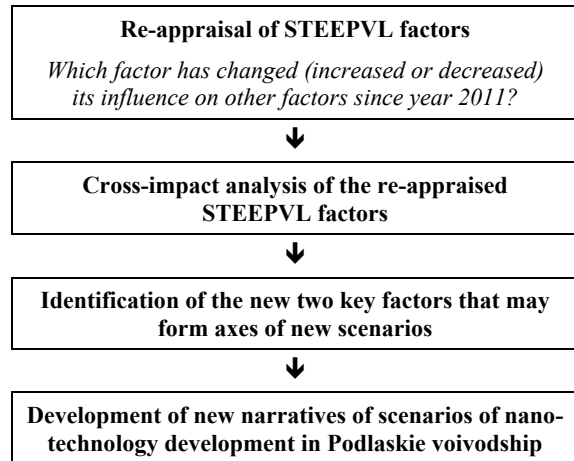 Re-appraisal of STEEPVL factors
Which factor has changed (increased or decreased)
its influence on other factors since year 2011?
Cross-impact analysis of the re-appraised
STEEPVL factors
Identification of the new two key factors that may
form axes of new scenarios
Development of new narratives of scenarios of nano-
technology development in Podlaskie voivodship